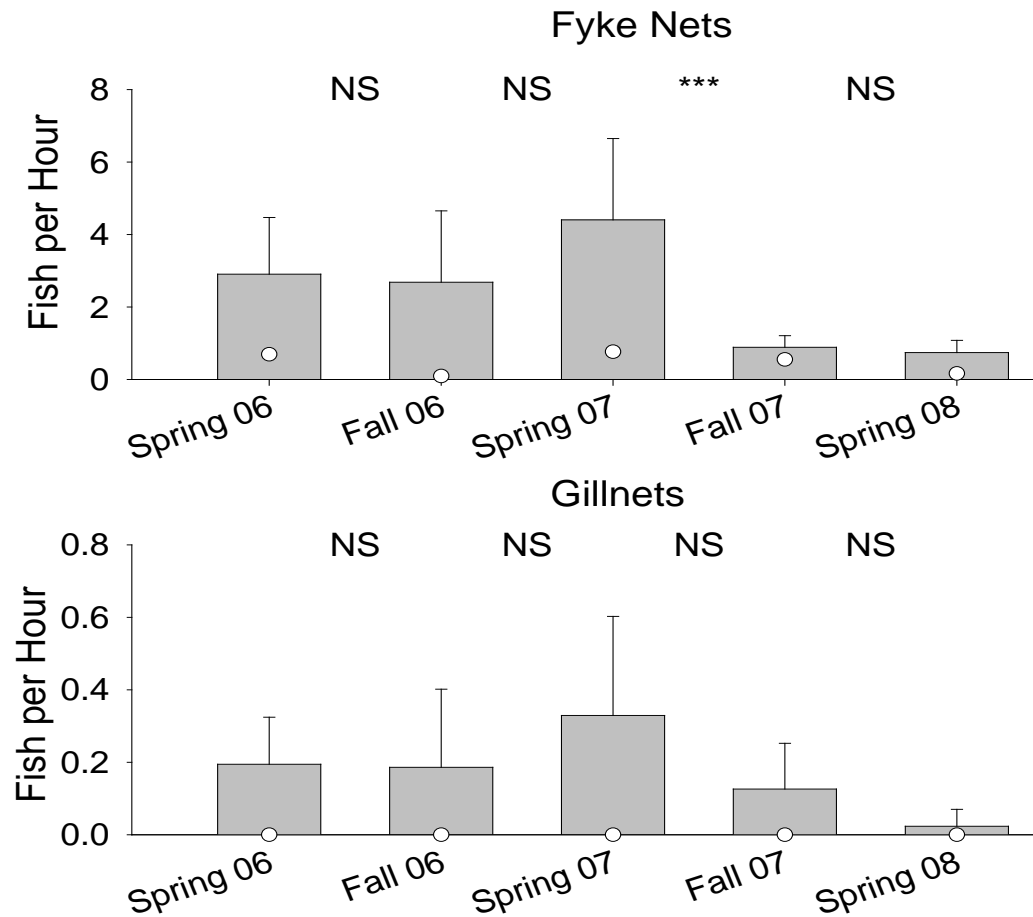 Fyke Nets
NS NS *** NS
8
6
4
2
0
Fish per Hour
Spring 06 Fall 06 Spring 07 Fall 07 Spring 08
Gillnets
NS NS NS NS
0.8
0.6
0.4
0.2
0.0
Fish per Hour
Spring 06 Fall 06 Spring 07 Fall 07 Spring 08